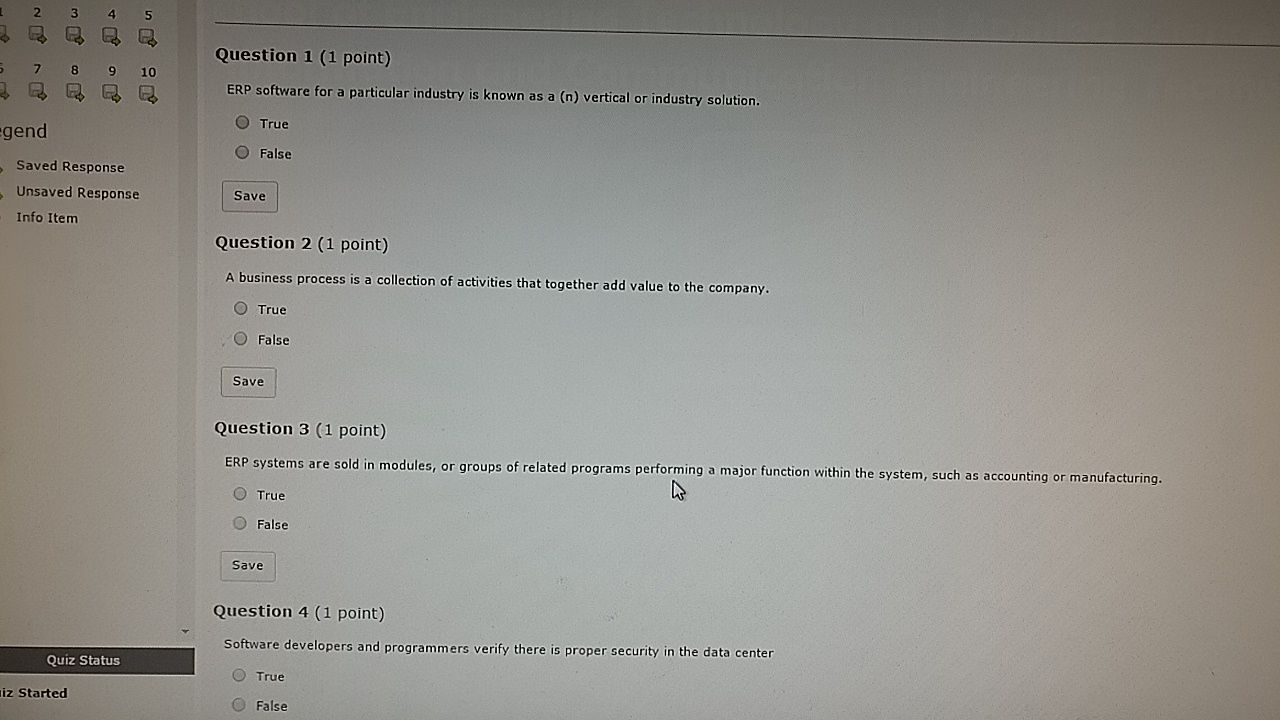 2 3 4 5
7 8 9 10
gend
Saved Response
Unsaved Response
Info Item
Quiz Status
iz Started
Question 1 (1 point)
ERP software for a particular industry is known as a (n) vertical or industry solution.
True
False
Save
Question 2 (1 point)
A business process is a collection of activities that together add value to the company.
True
False
Save
Question 3 (1 point)
ERP systems are sold in modules, or groups of related programs performing a major function within the system, such as accounting or manufacturing.
True
False
Save
Question 4 (1 point)
Software developers and programmers verify there is proper security in the data center
True
False